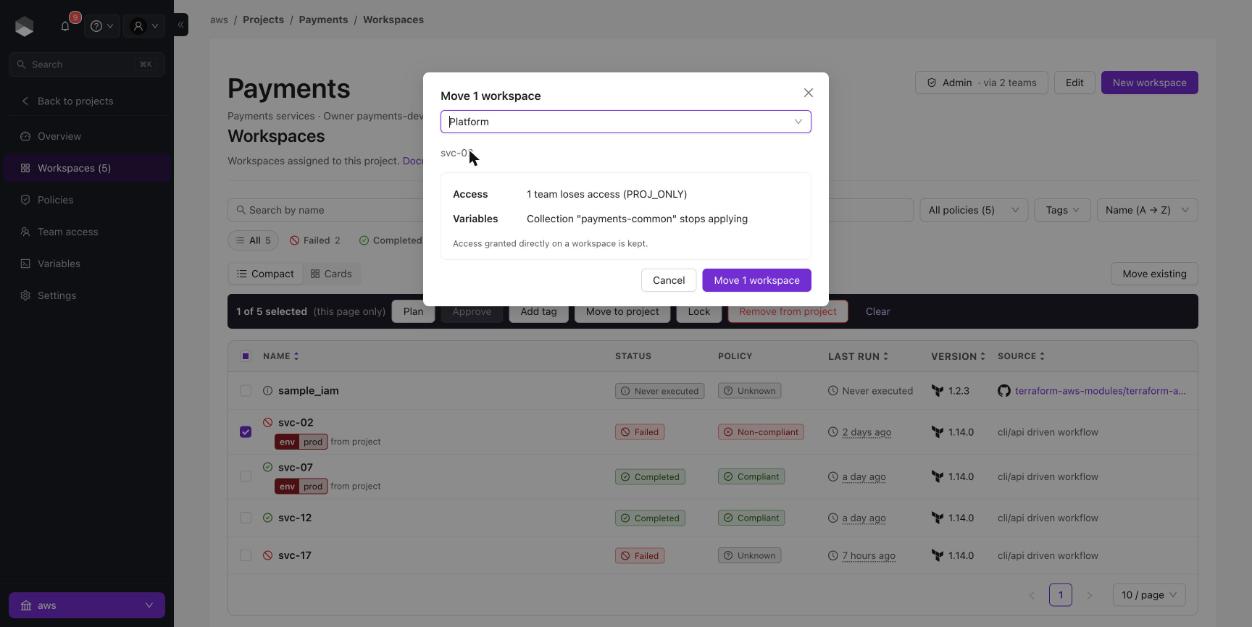 9
aws / Projects / Payments / Workspaces
Search ⌘K
Back to projects
Overview
Workspaces (5)
Policies
Team access
Variables
Settings
aws
Payments
Admin · via 2 teams
Edit
New workspace
Payments services · Owner payments-dev
Workspaces
Workspaces assigned to this project.
Search by name
All policies (5)
Tags
Name (A → Z)
All 5
Failed 2
Completed
Compact
Cards
Move existing
Move 1 workspace
Platform
Access 1 team loses access (PROJ_ONLY)
Variables Collection "payments-common" stops applying
Access granted directly on a workspace is kept.
Cancel
Move 1 workspace
1 of 5 selected (this page only) Plan Approve Add tag Move to project Lock Remove from project Clear
NAME STATUS POLICY LAST RUN VERSION SOURCE
sample_iam Never executed Unknown Never executed 1.2.3 terraform-aws-modules/terraform-a...
svc-02
env prod from project
Failed Non-compliant 2 days ago 1.14.0 cli/api driven workflow
svc-07
env prod from project
Completed Compliant a day ago 1.14.0 cli/api driven workflow
svc-12 Completed Compliant a day ago 1.14.0 cli/api driven workflow
svc-17 Failed Unknown 7 hours ago 1.14.0 cli/api driven workflow
1
10 / page